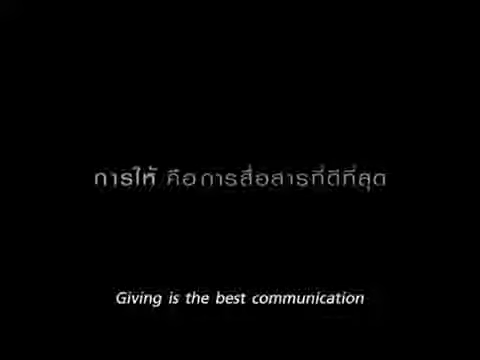 การให้ คือการสื่อสารที่ดีที่สุด
Giving is the best communication